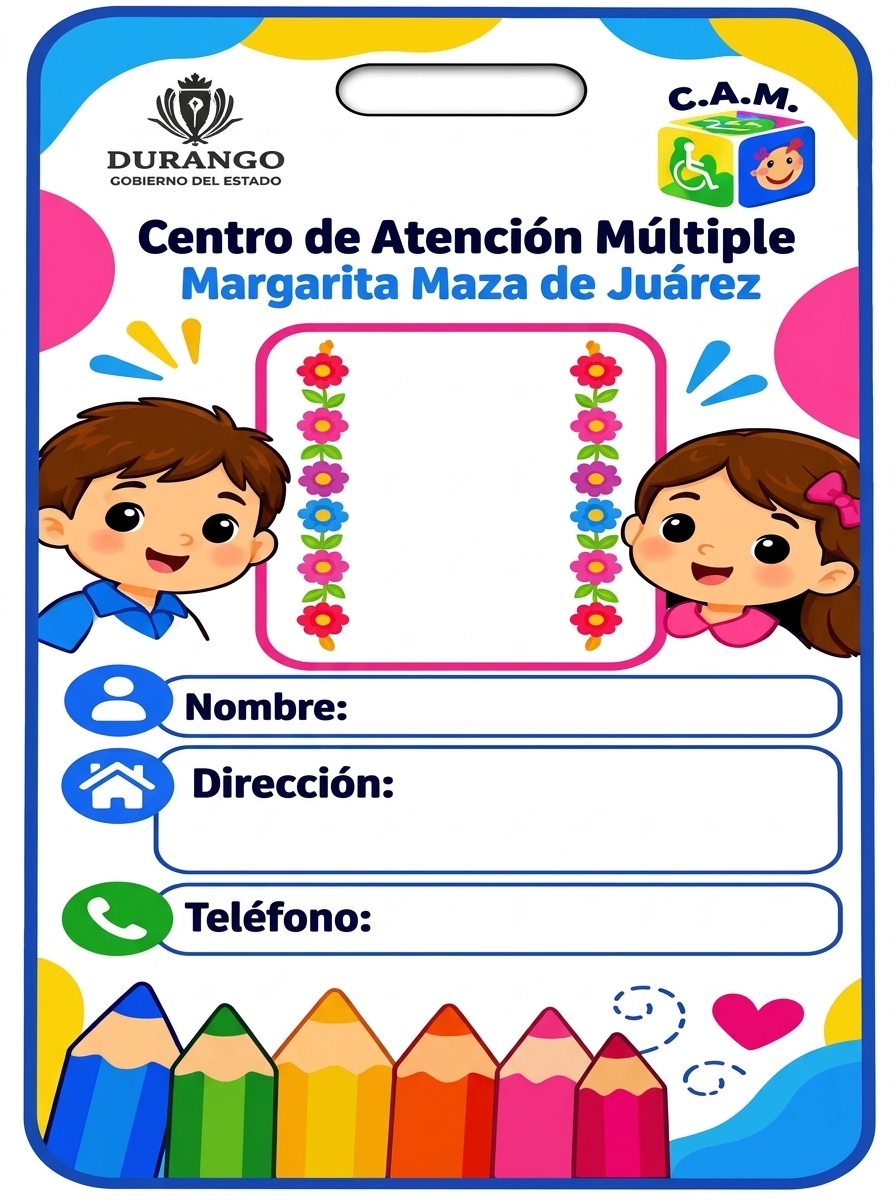 DURANGO
GOBIERNO DEL ESTADO
C.A.M.
Centro de Atención Múltiple
Margarita Maza de Juárez
Nombre:
Dirección:
Teléfono: